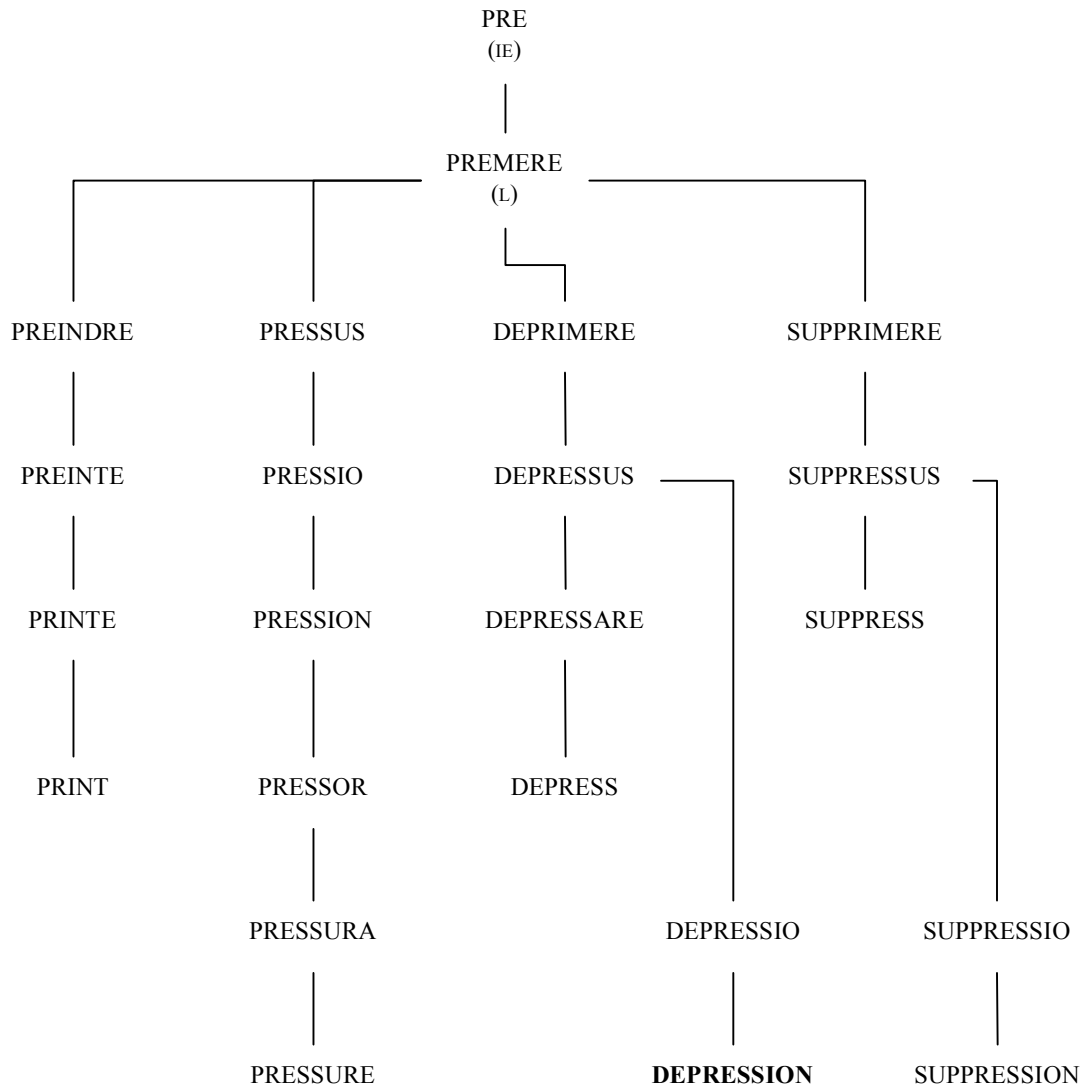 PRE
(IE)
PREMERE
(L)
PREINDRE PRESSUS DEPRIMERE SUPPRIMERE
PREINTE PRESSIO DEPRESSUS SUPPRESSUS
PRINTE PRESSION DEPRESSARE SUPPRESS
PRINT PRESSOR DEPRESS
PRESSURA DEPRESSIO SUPPRESSIO
PRESSURE DEPRESSION SUPPRESSION